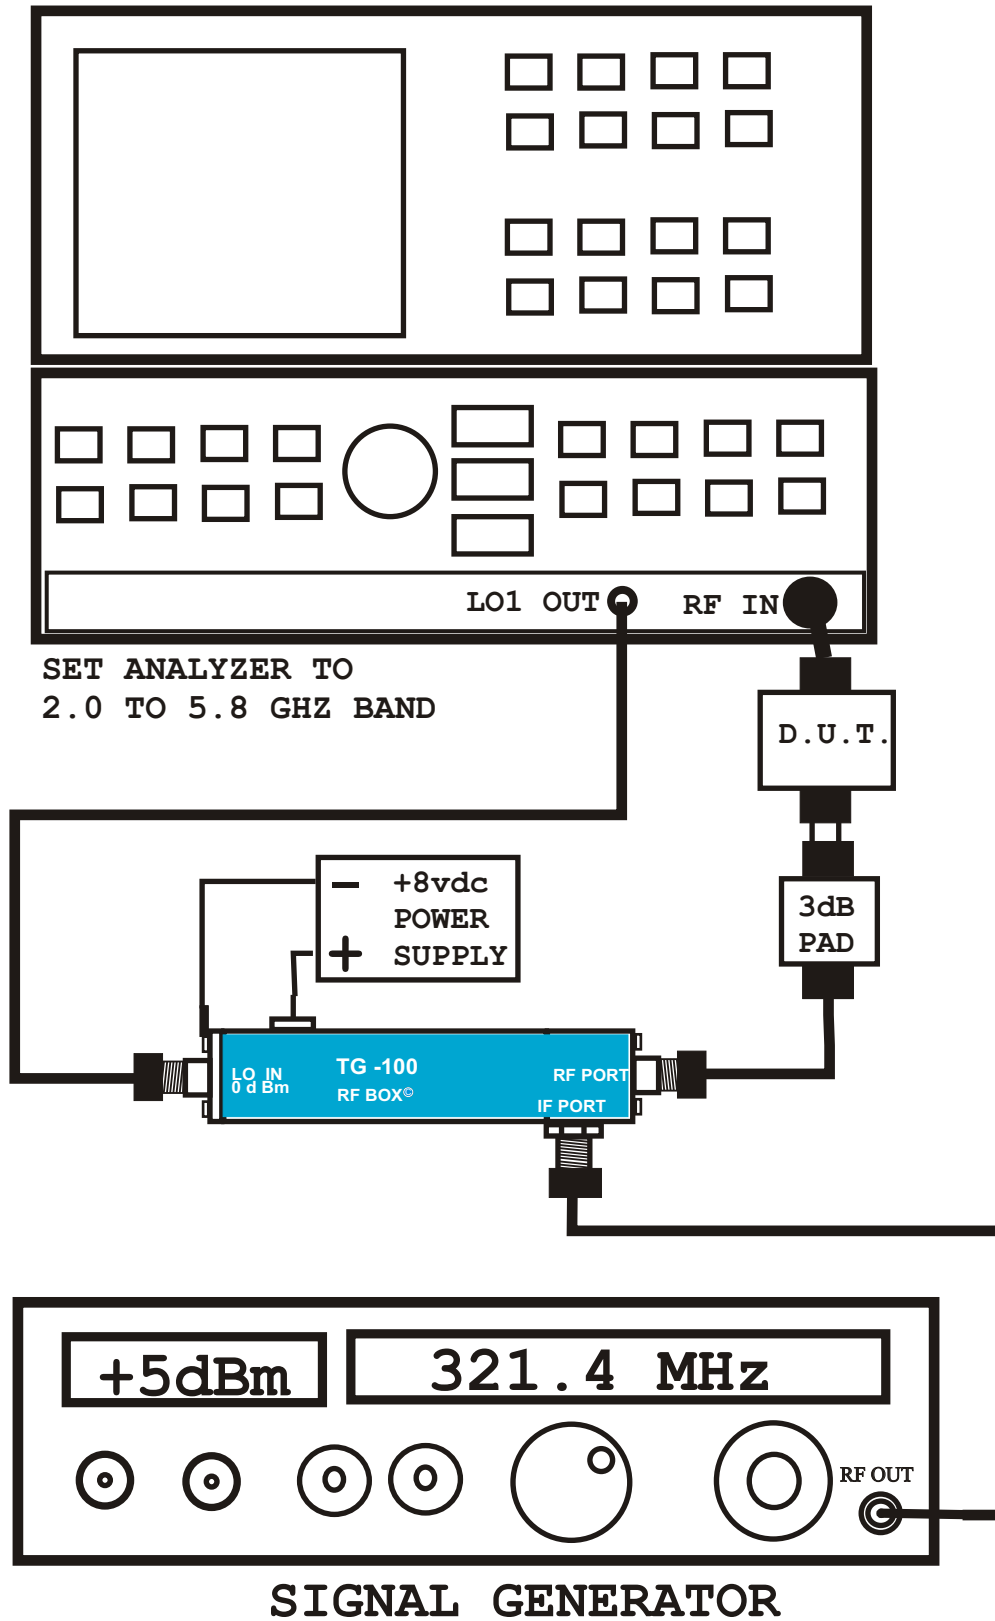 LO1 OUT
RF IN
SET ANALYZER TO
2.0 TO 5.8 GHZ BAND
D.U.T.
− +8vdc
POWER
+ SUPPLY
3dB
PAD
LO IN
0 d Bm
TG -100
RF BOX©
RF PORT
IF PORT
+5dBm
321.4 MHz
RF OUT
SIGNAL GENERATOR